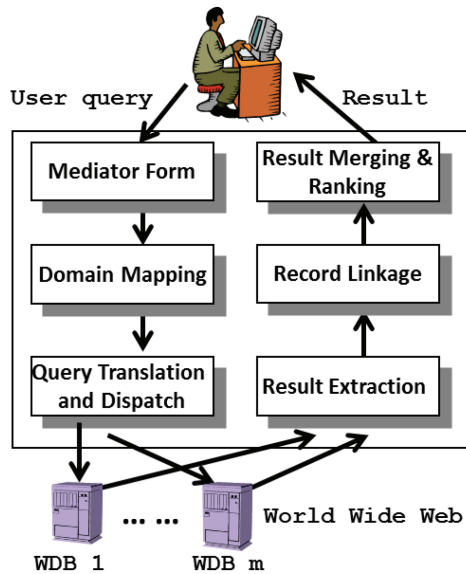 User query
Result
Mediator Form
Result Merging &
Ranking
Domain Mapping
Record Linkage
Query Translation
and Dispatch
Result Extraction
... ...
World Wide Web
WDB 1
WDB m